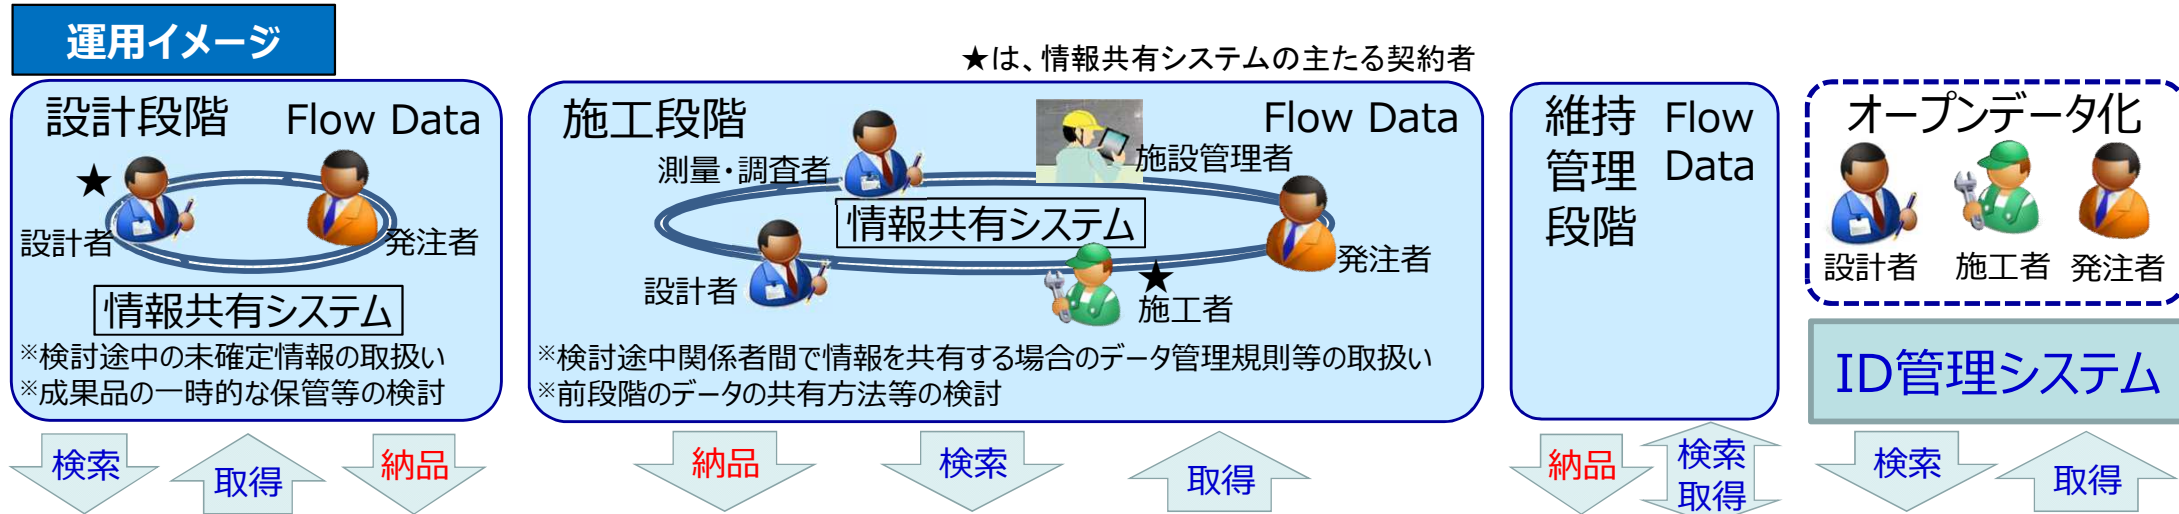 運用イメージ
★は、情報共有システムの主たる契約者
設計段階 Flow Data
★
設計者
発注者
情報共有システム
※検討途中の未確定情報の取扱い
※成果品の一時的な保管等の検討
施工段階 Flow Data
測量・調査者
施設管理者
情報共有システム
設計者
★
施工者
発注者
※検討途中関係者間で情報を共有する場合のデータ管理規則等の取扱い
※前段階のデータの共有方法等の検討
維持 Flow
管理 Data
段階
オープンデータ化
設計者 施工者 発注者
ID管理システム
検索
取得
納品
納品
検索
取得
納品
検索
取得
検索
取得